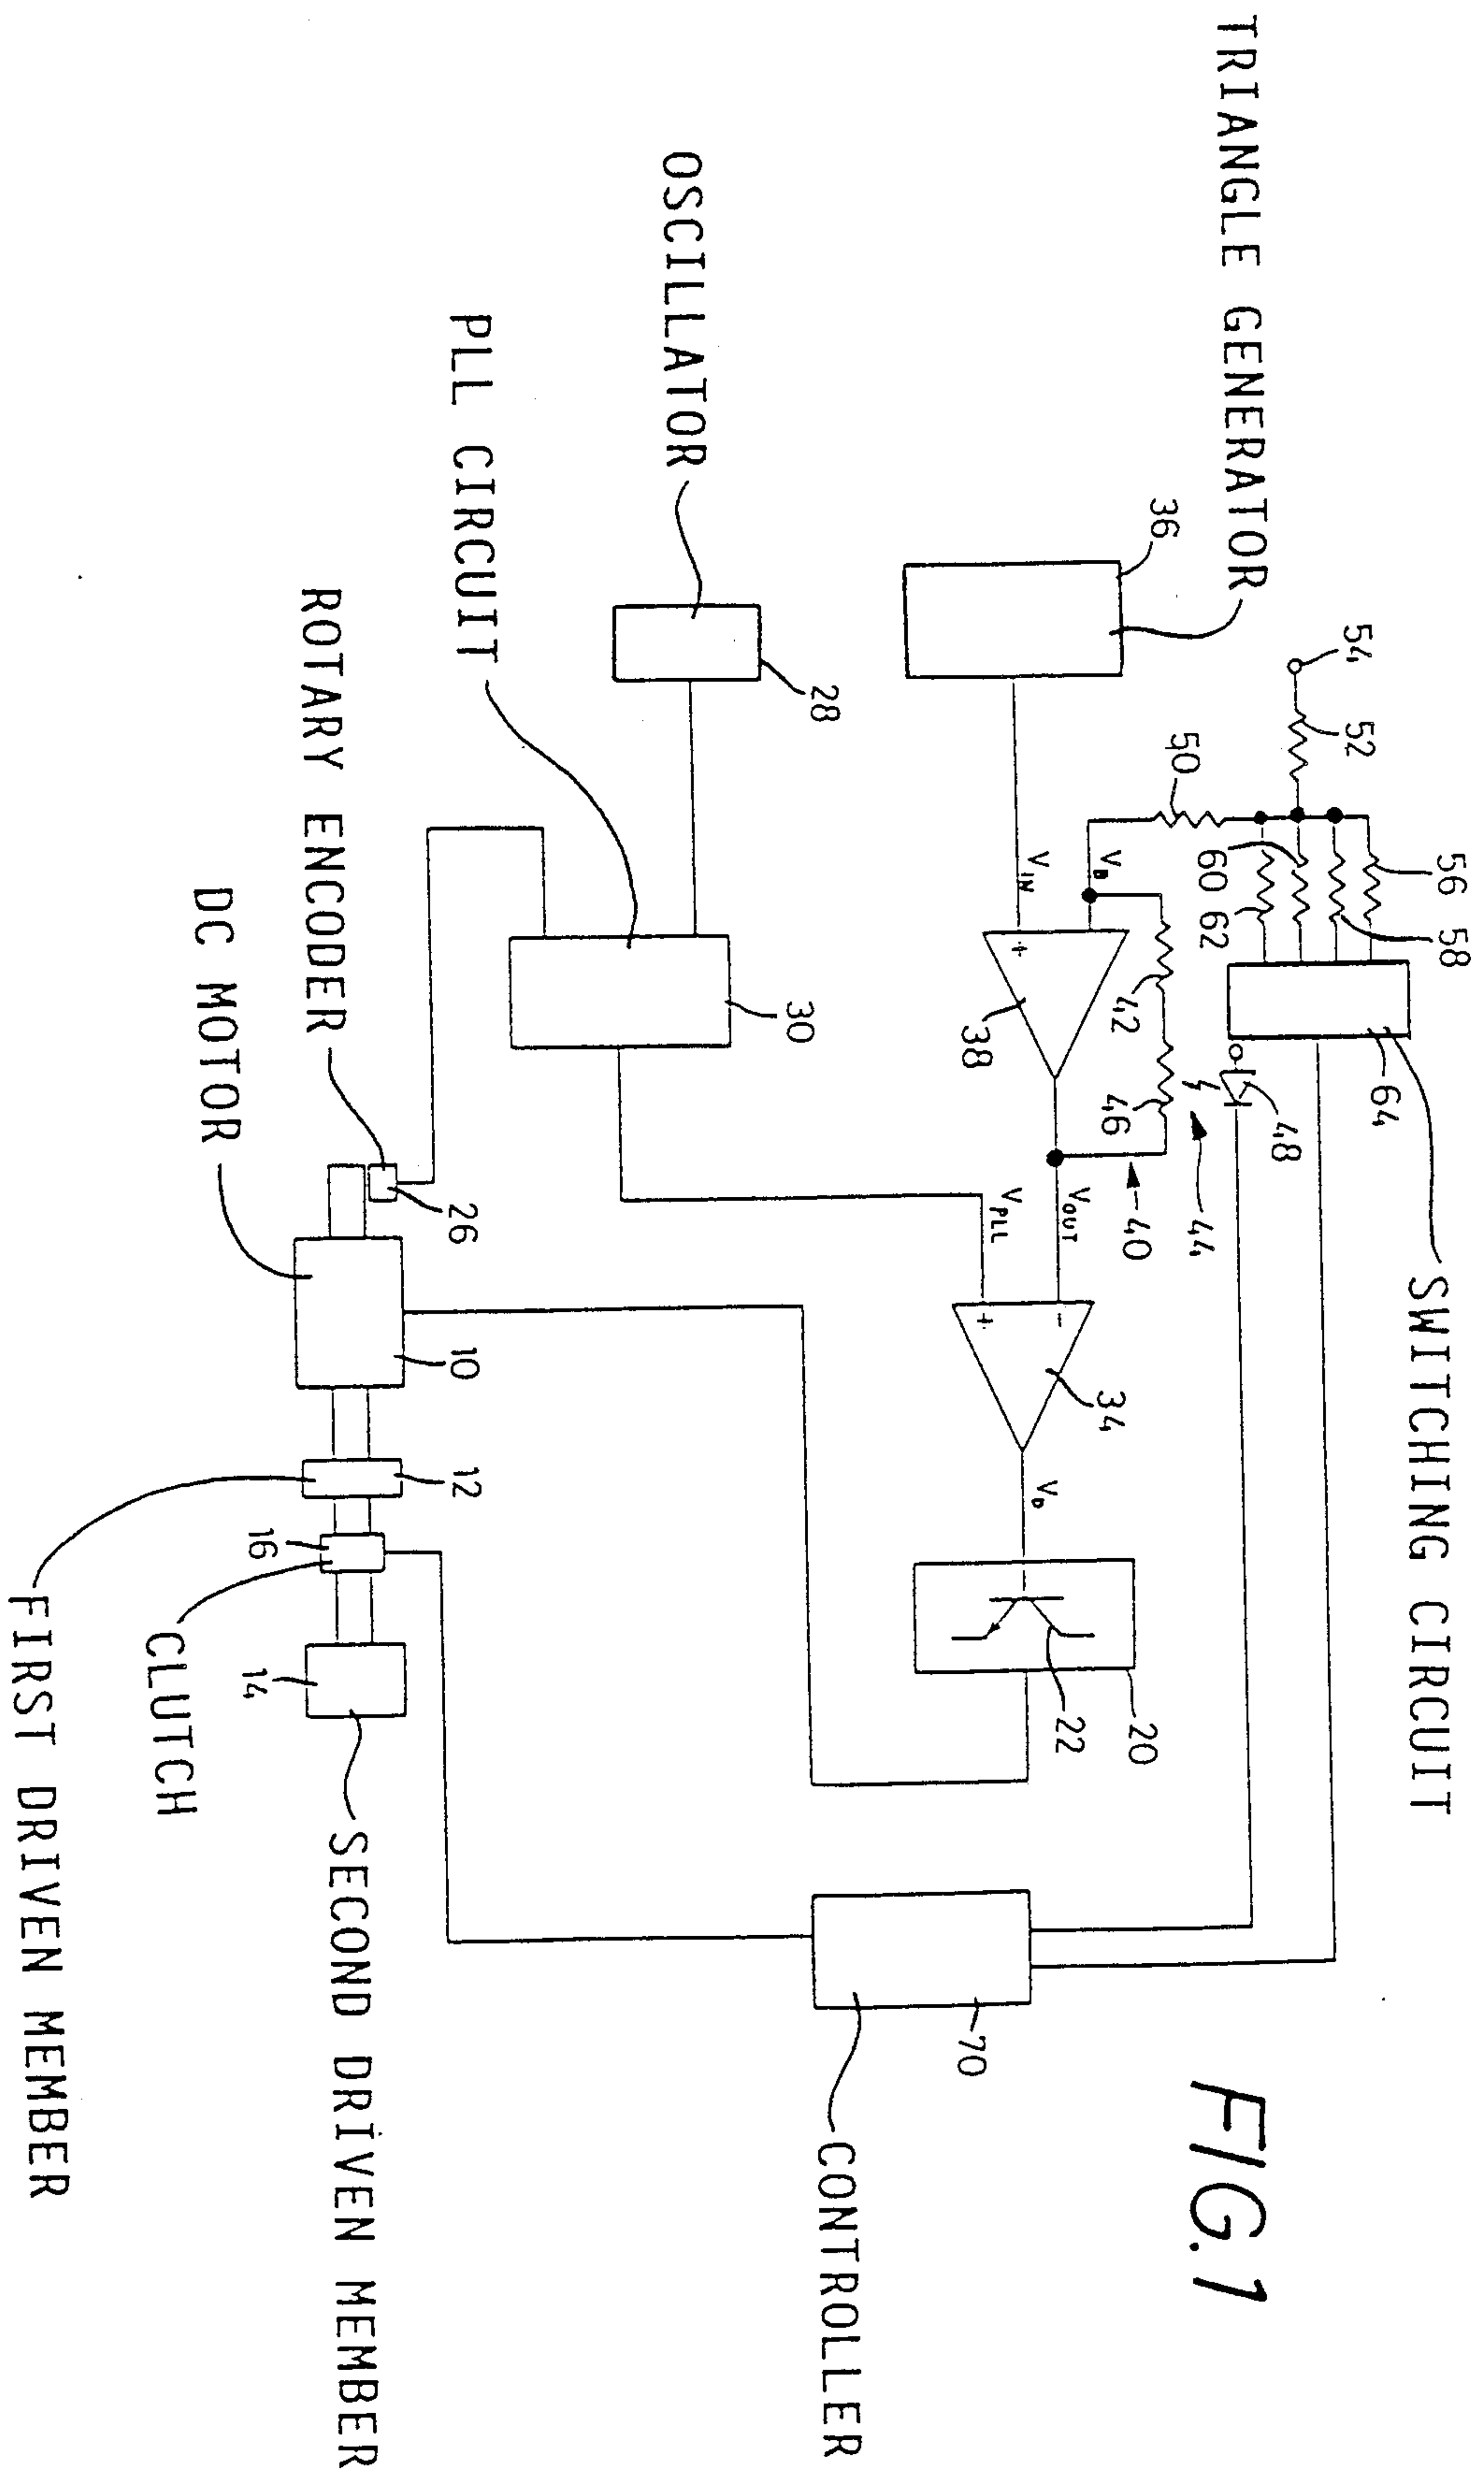 FIG. 1
SWITCHING CIRCUIT
56
58
54
52
64
60
62
48
50
44
TRIANGLE GENERATOR
36
42
46
40
V_B
V_IN
+
38
V_OUT
V_PLL
-
+
34
V_D
20
22
70
CONTROLLER
OSCILLATOR
28
30
PLL CIRCUIT
26
10
12
16
14
ROTARY ENCODER
SECOND DRIVEN MEMBER
DC MOTOR
CLUTCH
FIRST DRIVEN MEMBER